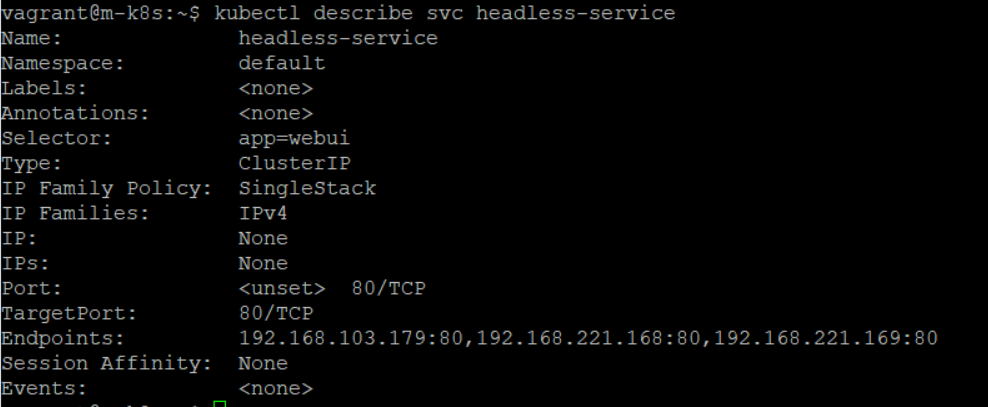 vagrant@m-k8s:~$ kubectl describe svc headless-service
Name:              headless-service
Namespace:         default
Labels:            <none>
Annotations:       <none>
Selector:          app=webui
Type:              ClusterIP
IP Family Policy:  SingleStack
IP Families:       IPv4
IP:                None
IPs:               None
Port:              <unset>  80/TCP
TargetPort:        80/TCP
Endpoints:         192.168.103.179:80,192.168.221.168:80,192.168.221.169:80
Session Affinity:  None
Events:            <none>